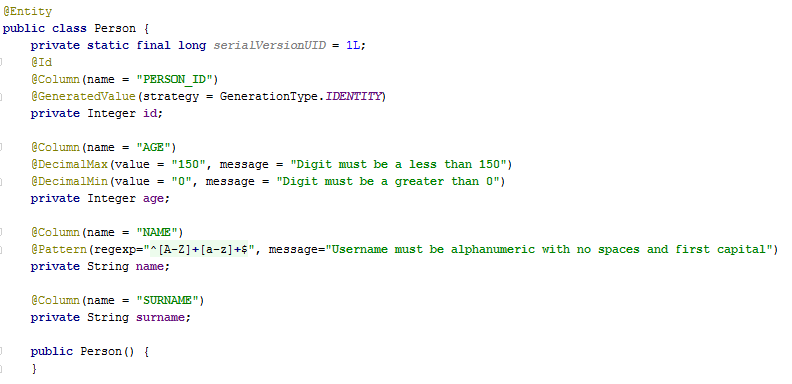 @Entity
public class Person {
    private static final long serialVersionUID = 1L;
    @Id
    @Column(name = "PERSON_ID")
    @GeneratedValue(strategy = GenerationType.IDENTITY)
    private Integer id;

    @Column(name = "AGE")
    @DecimalMax(value = "150", message = "Digit must be a less than 150")
    @DecimalMin(value = "0", message = "Digit must be a greater than 0")
    private Integer age;

    @Column(name = "NAME")
    @Pattern(regexp="^[A-Z]+[a-z]+$", message="Username must be alphanumeric with no spaces and first capital")
    private String name;

    @Column(name = "SURNAME")
    private String surname;

    public Person() {
    }